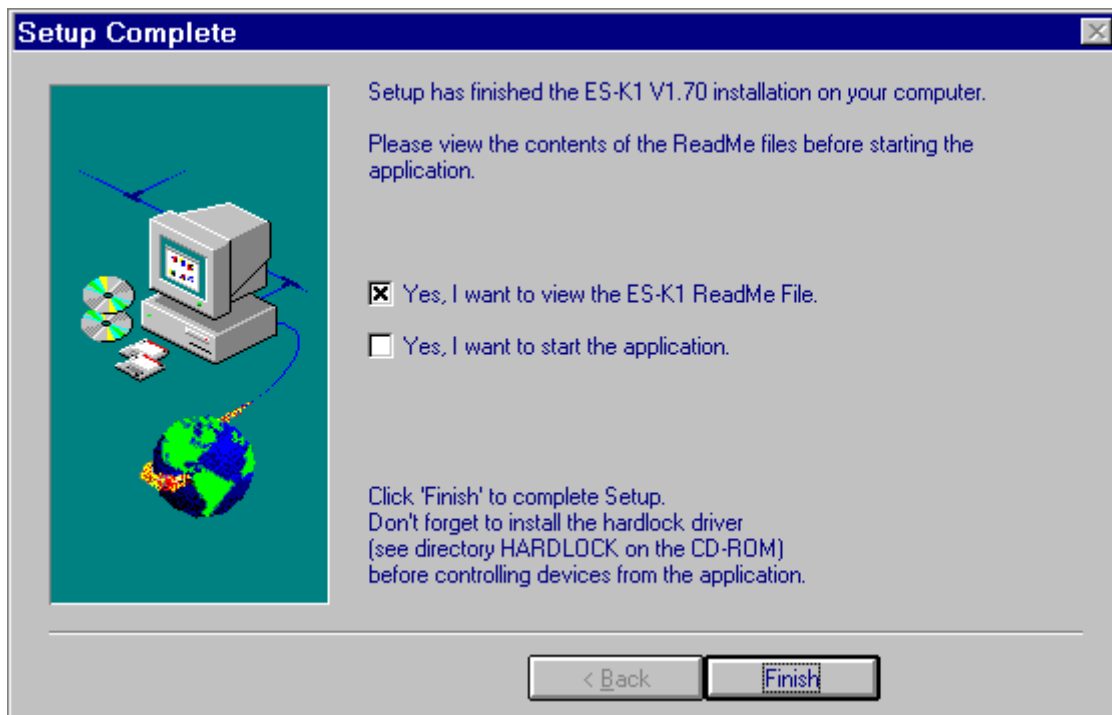 Setup Complete
Setup has finished the ES-K1 V1.70 installation on your computer.
Please view the contents of the ReadMe files before starting the
application.
Yes, I want to view the ES-K1 ReadMe File.
Yes, I want to start the application.
Click 'Finish' to complete Setup.
Don't forget to install the hardlock driver
(see directory HARDLOCK on the CD-ROM)
before controlling devices from the application.
< Back
Finish